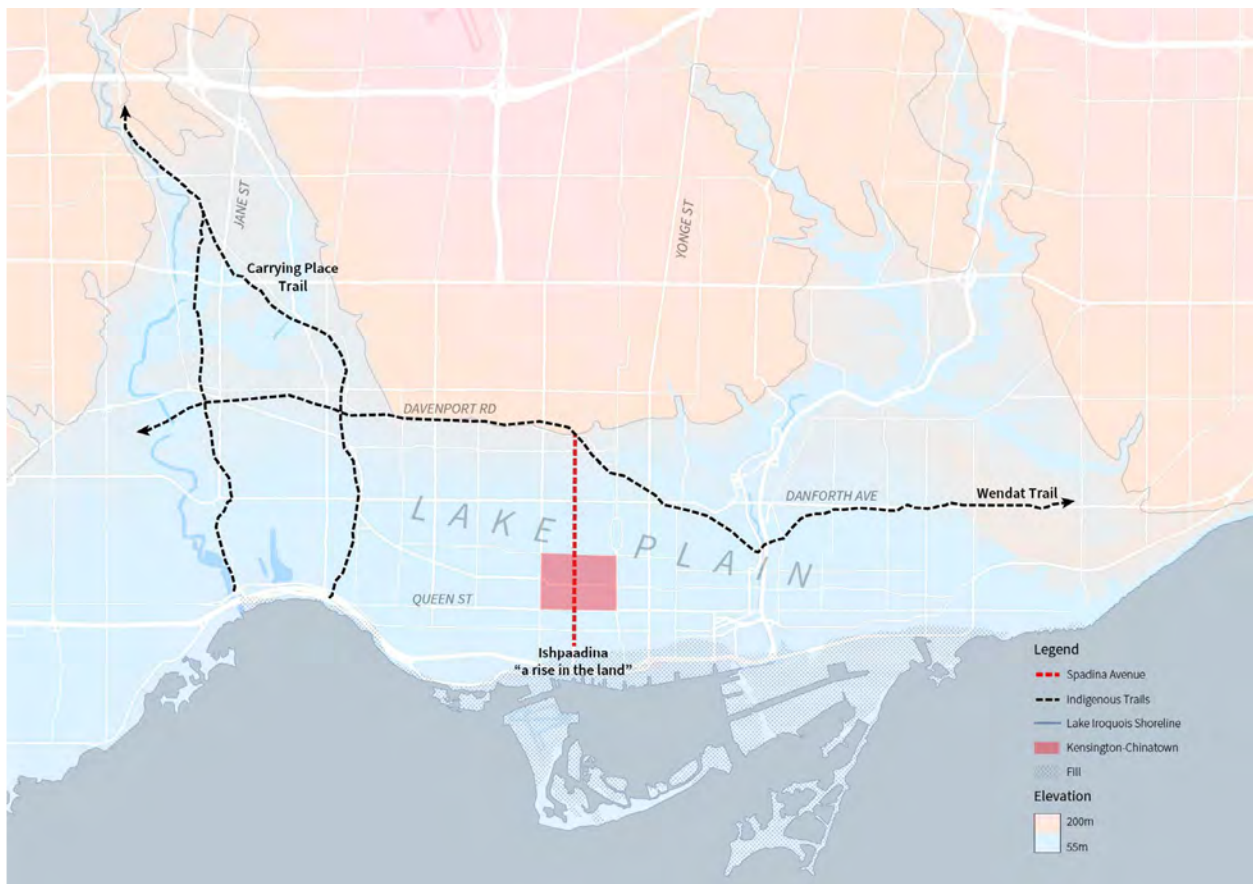 JANE ST
YONGE ST
Carrying Place
Trail
DAVENPORT RD
DANFORTH AVE
Wendat Trail
LAKE PLAIN
QUEEN ST
Ishpaadina
“a rise in the land”
Legend
Spadina Avenue
Indigenous Trails
Lake Iroquois Shoreline
Kensington-Chinatown
Fill
Elevation
200m
55m